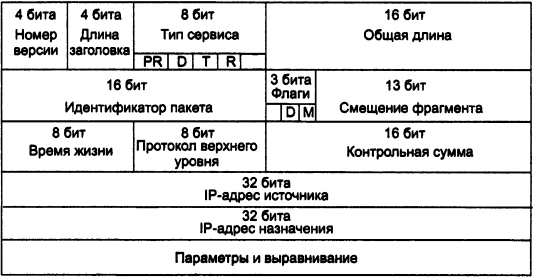 4 бита 4 бита 8 бит 16 бит
Номер версии Длина заголовка Тип сервиса Общая длина
PR D T R
16 бит 3 бита 13 бит
Идентификатор пакета Флаги Смещение фрагмента
D M
8 бит 8 бит 16 бит
Время жизни Протокол верхнего уровня Контрольная сумма
32 бита
IP-адрес источника
32 бита
IP-адрес назначения
Параметры и выравнивание